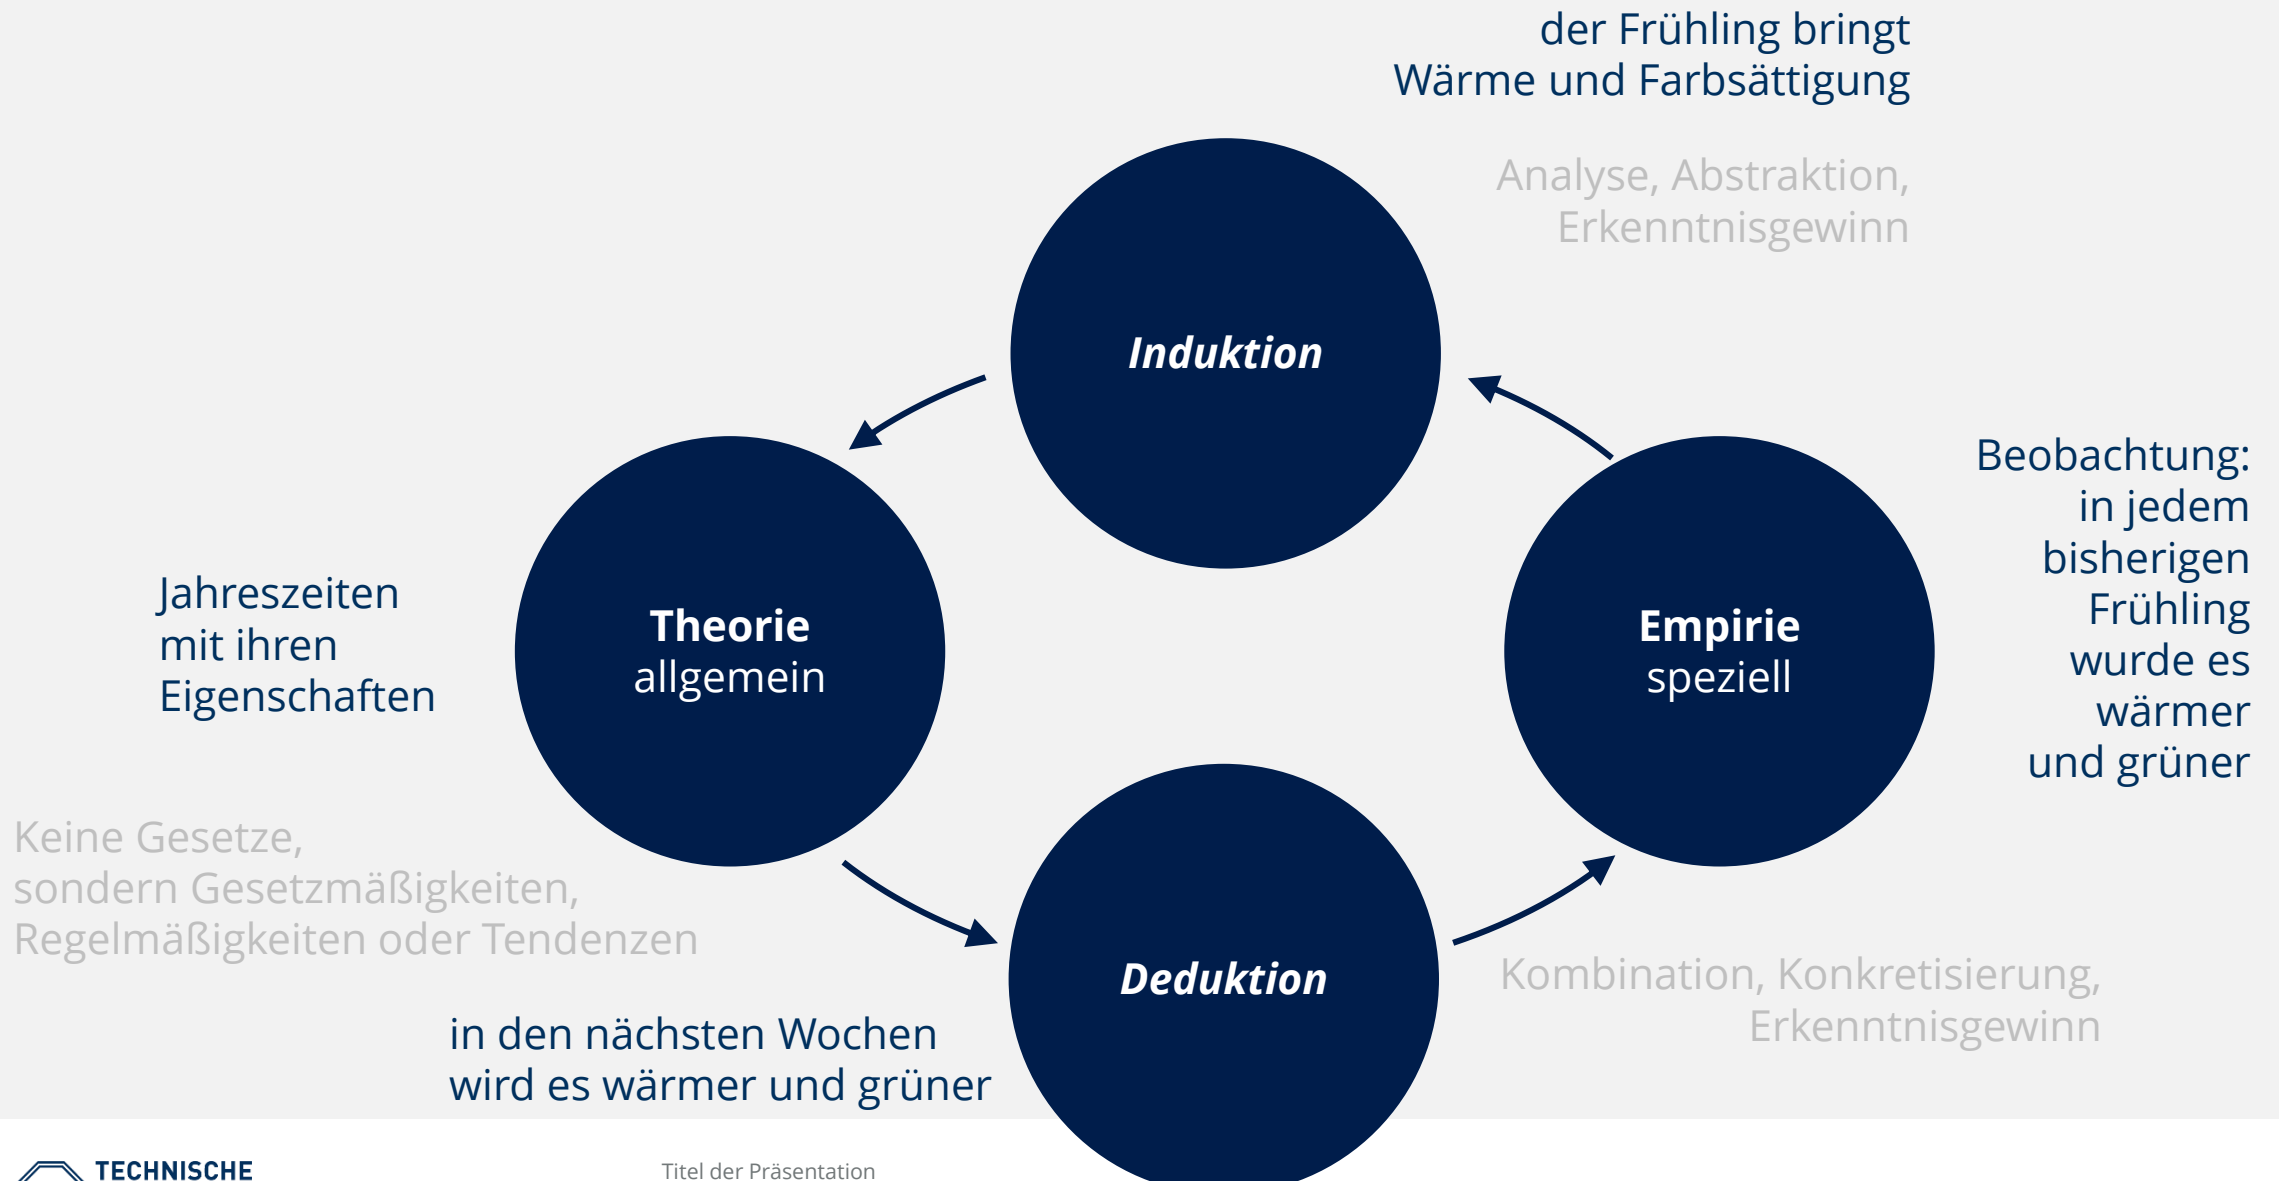 der Frühling bringt
Wärme und Farbsättigung
Analyse, Abstraktion,
Erkenntnisgewinn
Induktion
Jahreszeiten
mit ihren
Eigenschaften
Theorie
allgemein
Empirie
speziell
Beobachtung:
in jedem
bisherigen
Frühling
wurde es
wärmer
und grüner
Keine Gesetze,
sondern Gesetzmäßigkeiten,
Regelmäßigkeiten oder Tendenzen
Deduktion
Kombination, Konkretisierung,
Erkenntnisgewinn
in den nächsten Wochen
wird es wärmer und grüner
TECHNISCHE
Titel der Präsentation